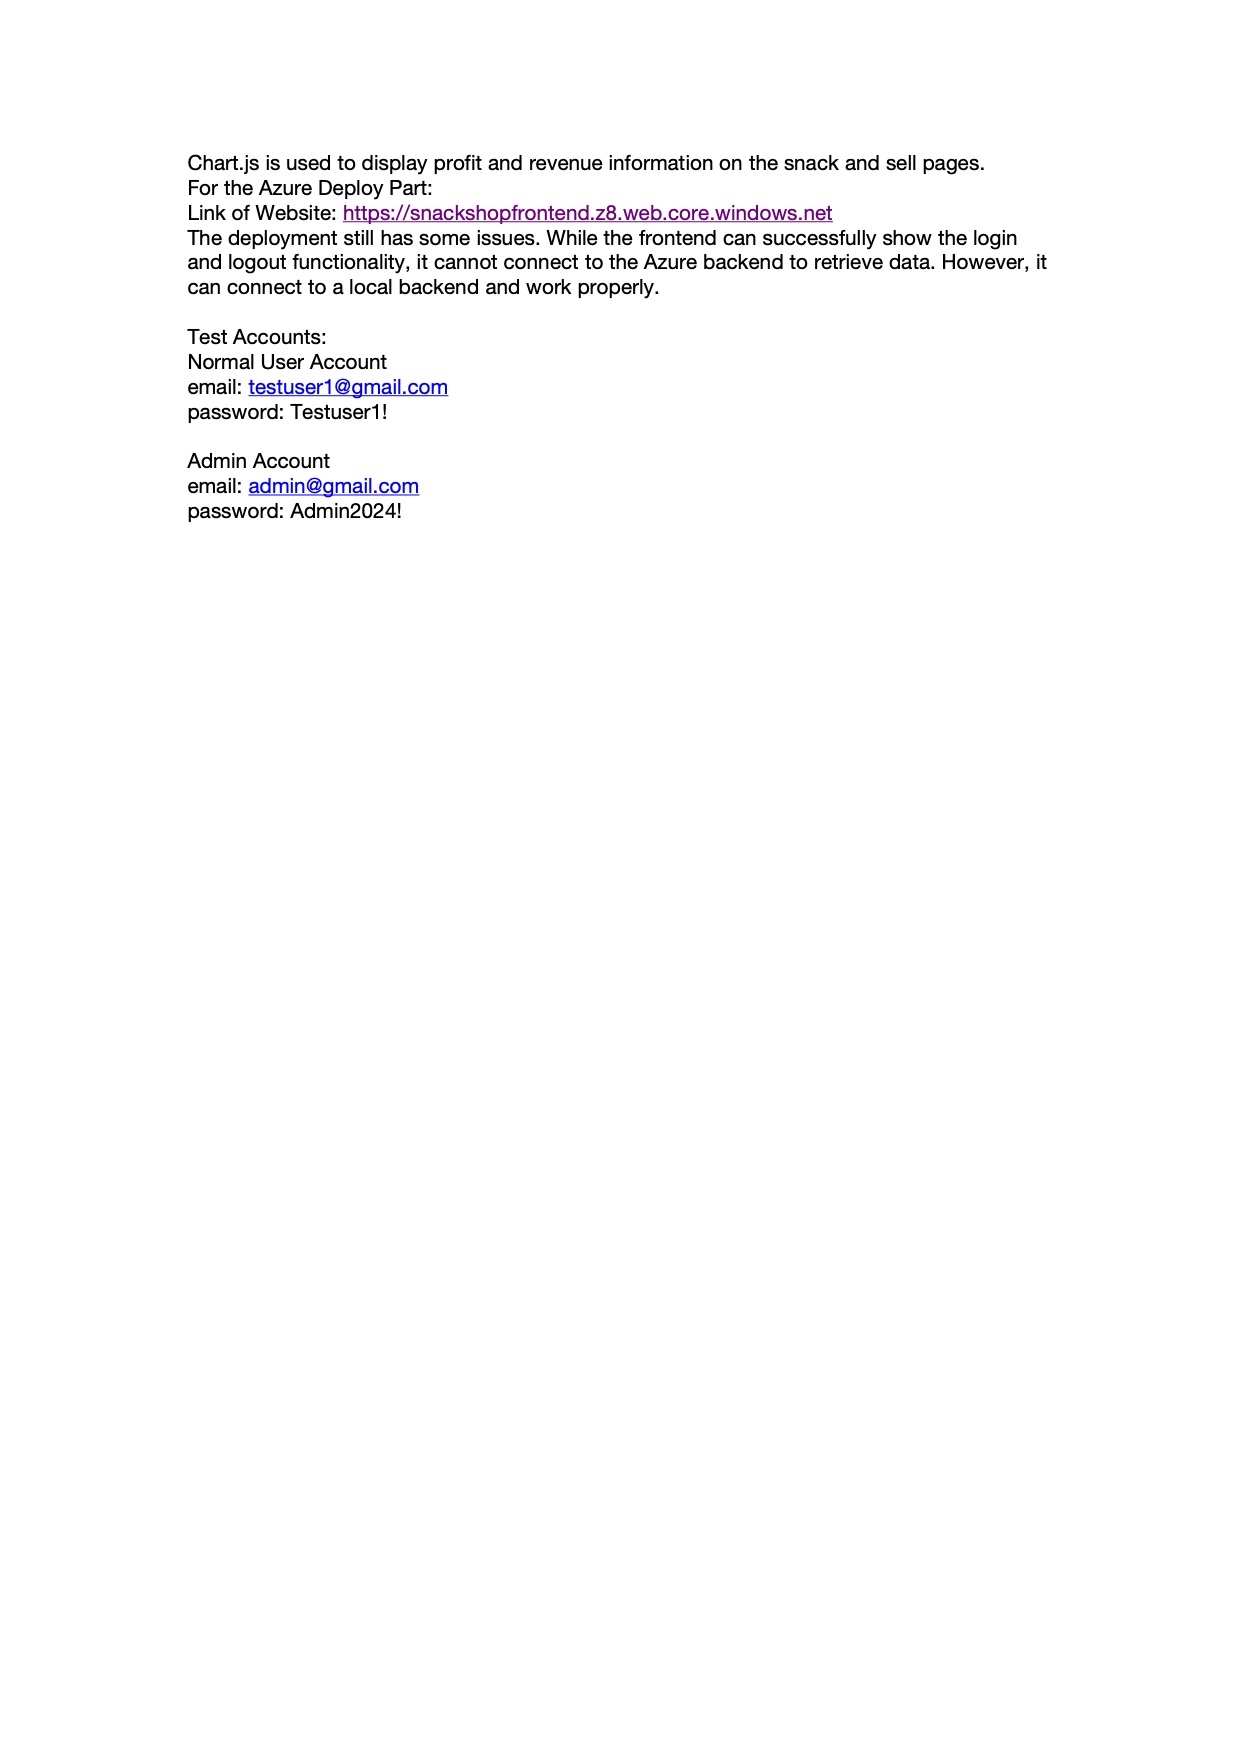 Chart.js is used to display profit and revenue information on the snack and sell pages.
For the Azure Deploy Part:
Link of Website: https://snackshopfrontend.z8.web.core.windows.net
The deployment still has some issues. While the frontend can successfully show the login
and logout functionality, it cannot connect to the Azure backend to retrieve data. However, it
can connect to a local backend and work properly.
Test Accounts:
Normal User Account
email: testuser1@gmail.com
password: Testuser1!
Admin Account
email: admin@gmail.com
password: Admin2024!